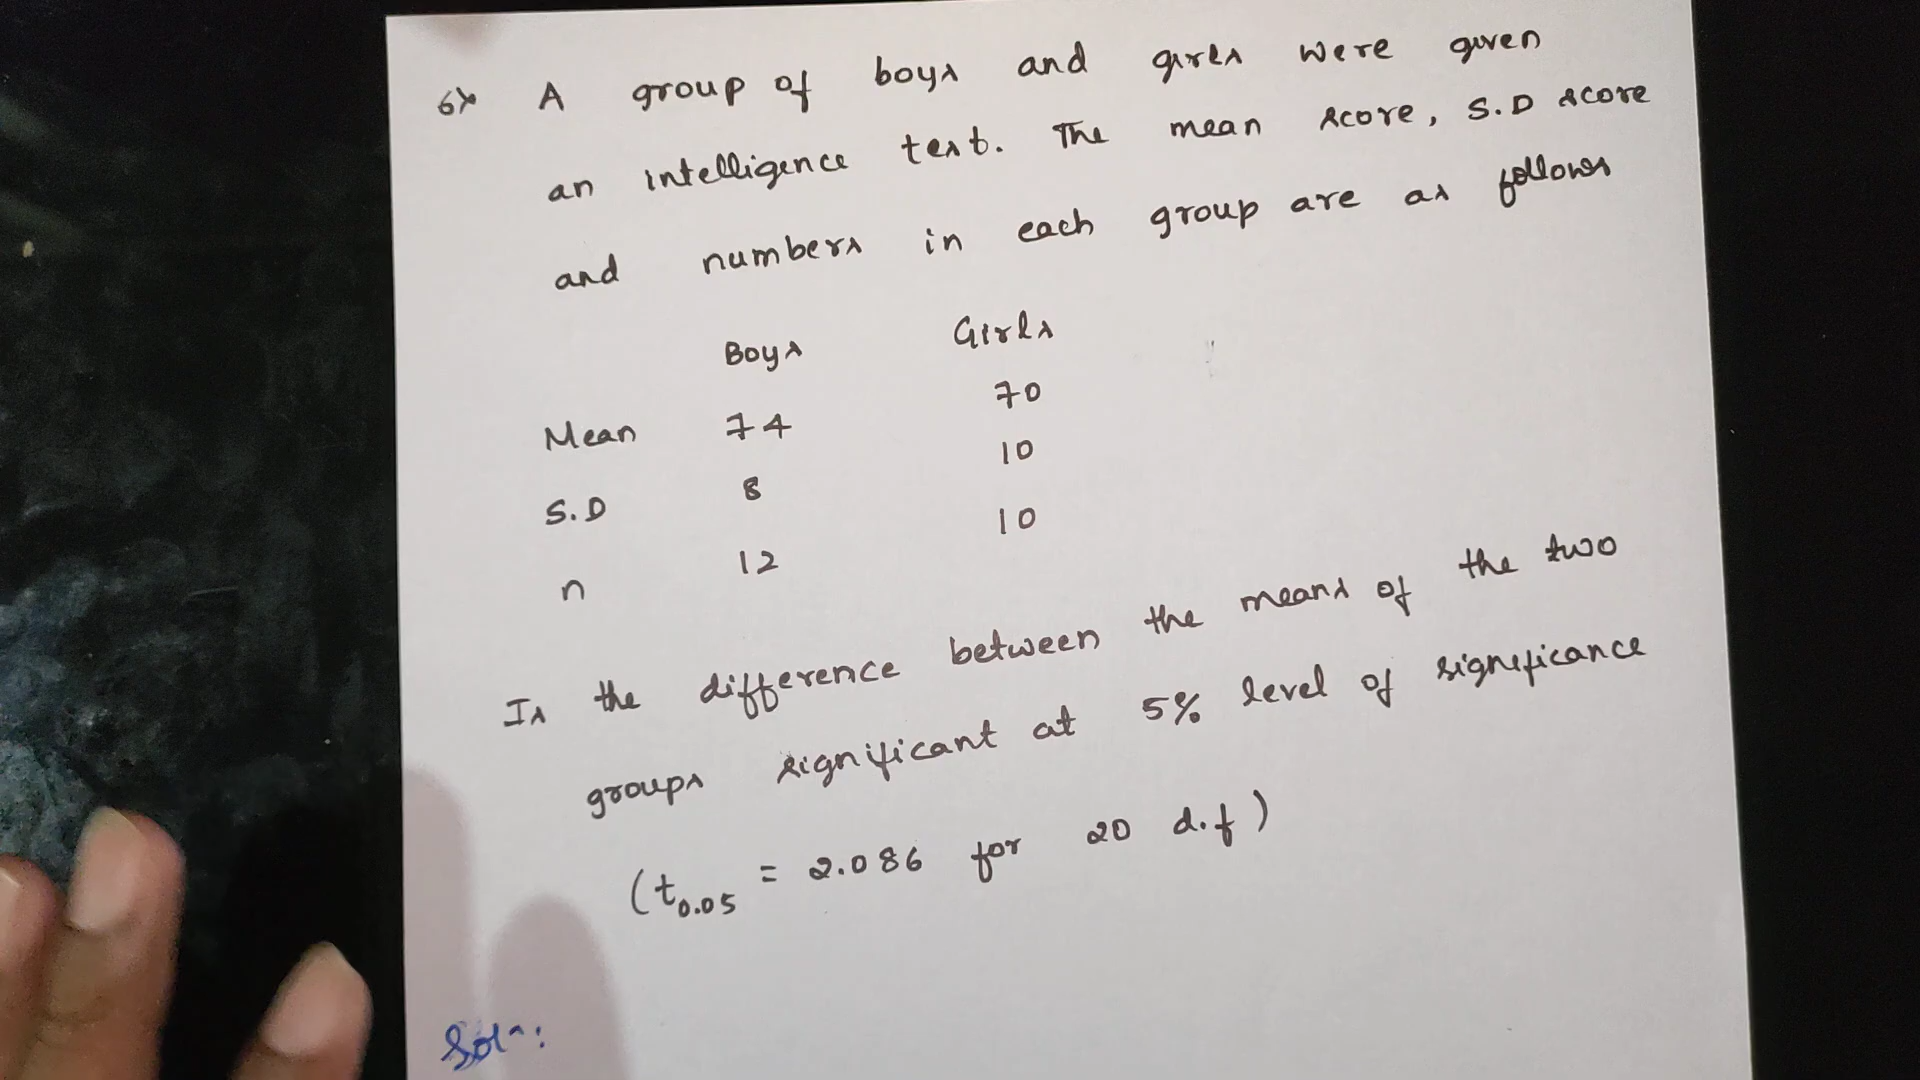 6) A group of boys and girls were given
an intelligence test. The mean score, S.D score
and numbers in each group are as follows
Boys Girls
Mean 74 70
S.D 8 10
n 12 10
Is the difference between the means of the two
groups significant at 5% level of significance
(t0.05 = 2.086 for 20 d.f)
Soln: